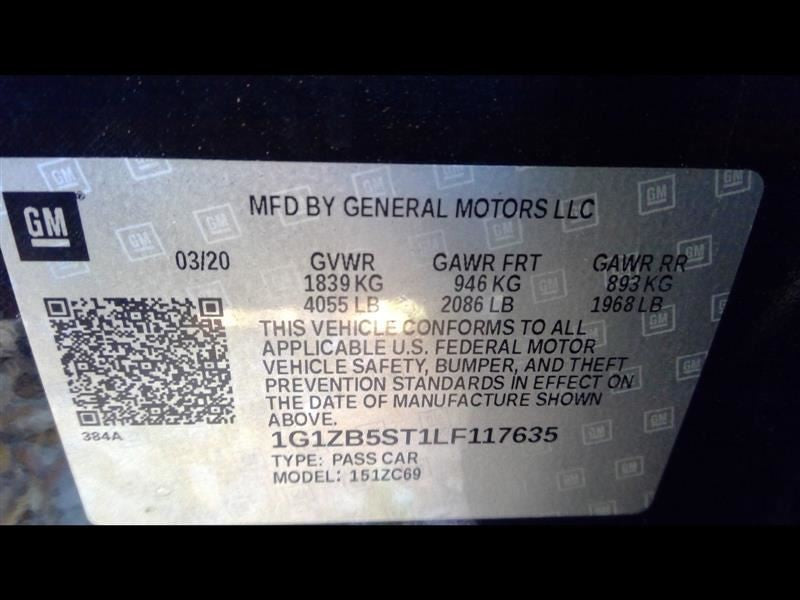 GM
MFD BY GENERAL MOTORS LLC
03/20 GVWR GAWR FRT GAWR RR
1839 KG 946 KG 893 KG
4055 LB 2086 LB 1968 LB
THIS VEHICLE CONFORMS TO ALL
APPLICABLE U.S. FEDERAL MOTOR
VEHICLE SAFETY, BUMPER, AND THEFT
PREVENTION STANDARDS IN EFFECT ON
THE DATE OF MANUFACTURE SHOWN
ABOVE.
384A
1G1ZB5ST1LF117635
TYPE: PASS CAR
MODEL: 151ZC69